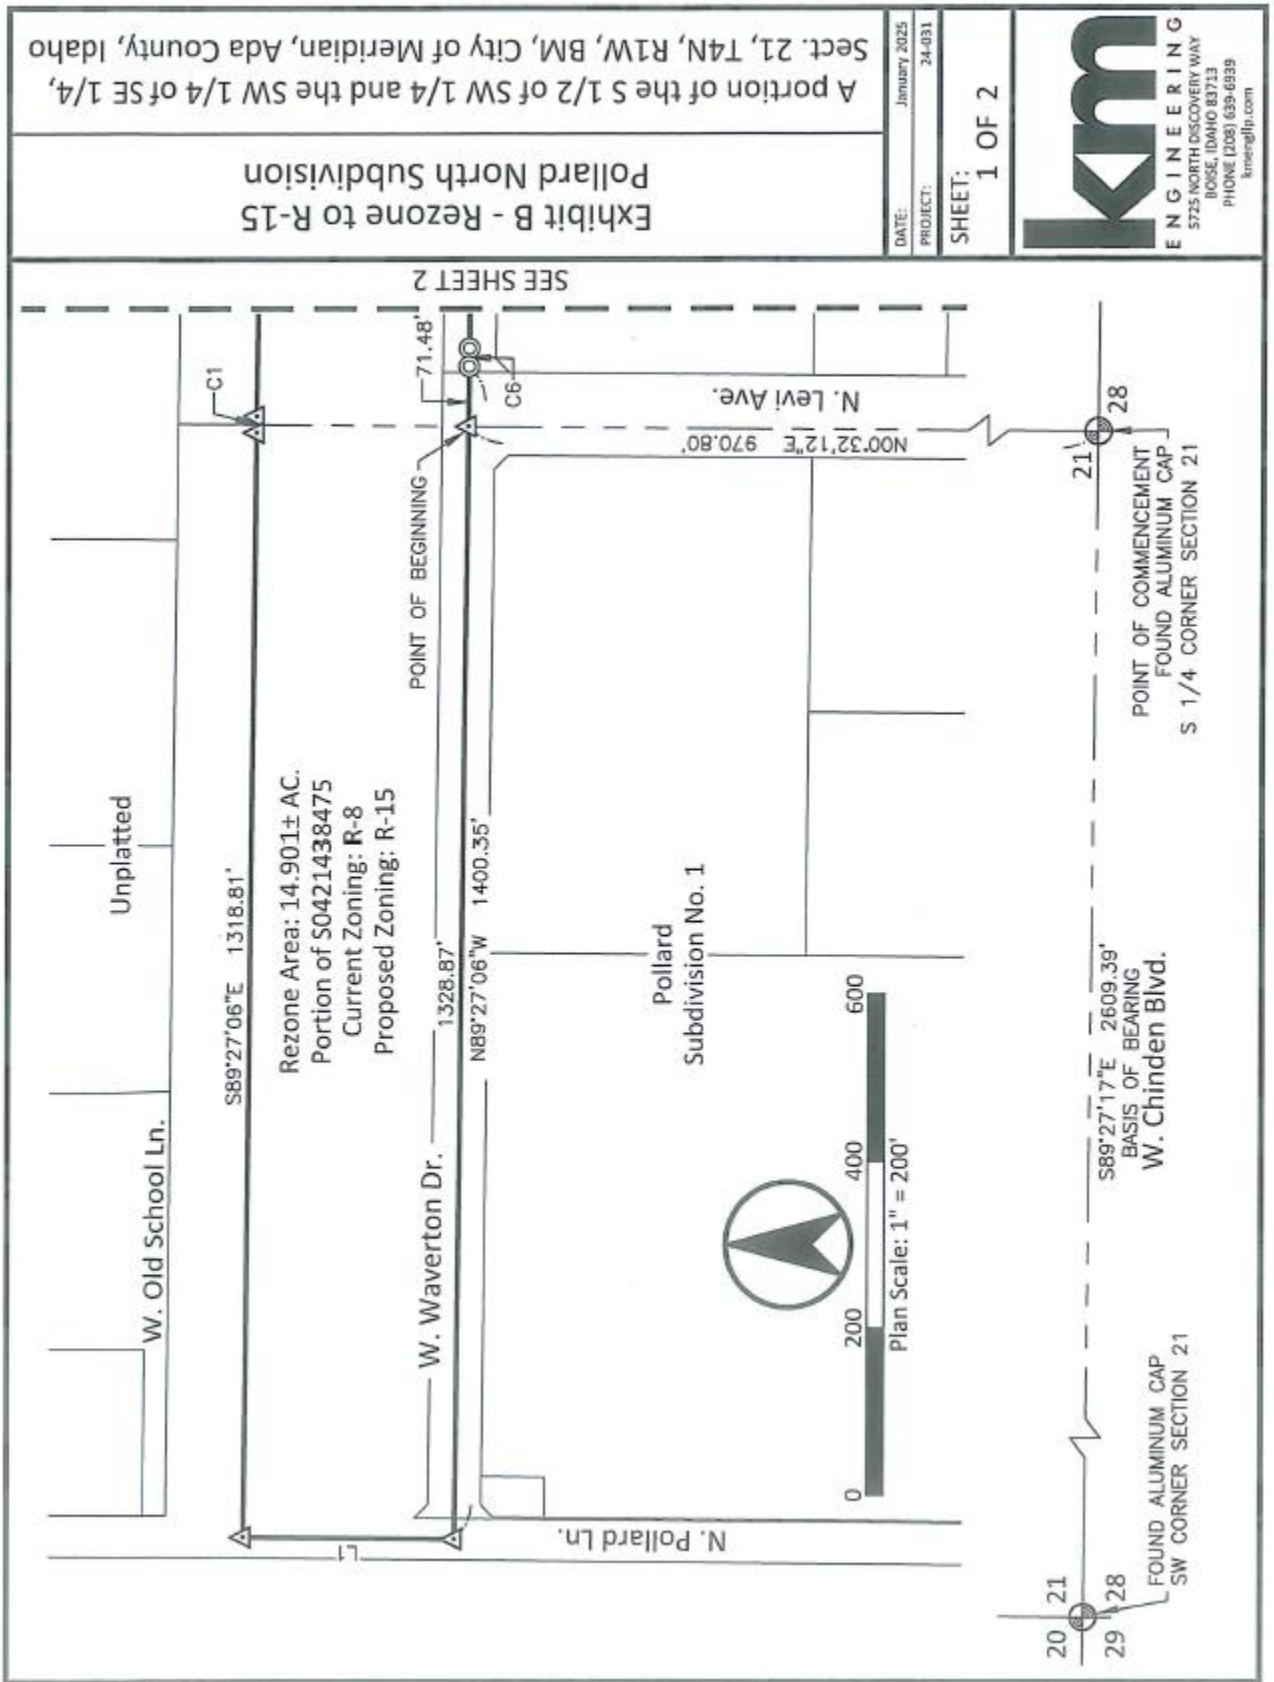 Unplatted
W. Old School Ln.
S89°27'06"E 1318.81'
C1
Rezone Area: 14.901± AC.
Portion of S0421438475
Current Zoning: R-8
Proposed Zoning: R-15
L1
POINT OF BEGINNING
71.48'
W. Waverton Dr.
1328.87'
N89°27'06"W 1400.35'
C6
SEE SHEET 2
N. Pollard Ln.
Pollard
Subdivision No. 1
N. Levi Ave.
N00°32'12"E 970.80'
0 200 400 600
Plan Scale: 1" = 200'
20 21
29 28
FOUND ALUMINUM CAP
SW CORNER SECTION 21
S89°27'17"E 2609.39'
BASIS OF BEARING
W. Chinden Blvd.
21
28
POINT OF COMMENCEMENT
FOUND ALUMINUM CAP
S 1/4 CORNER SECTION 21
Exhibit B - Rezone to R-15
Pollard North Subdivision
A portion of the S 1/2 of SW 1/4 and the SW 1/4 of SE 1/4,
Sect. 21, T4N, R1W, BM, City of Meridian, Ada County, Idaho
DATE: January 2025
PROJECT: 24-031
SHEET:
1 OF 2
km
ENGINEERING
5725 NORTH DISCOVERY WAY
BOISE, IDAHO 83713
PHONE (208) 639-6939
kmengllp.com